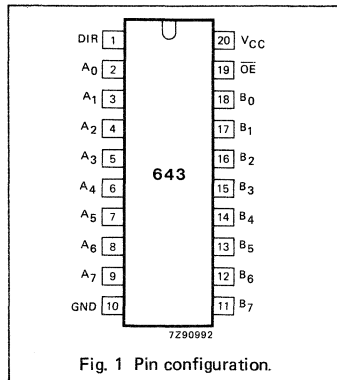 DIR 1 20 VCC
A0 2 19 OE
A1 3 18 B0
A2 4 17 B1
A3 5 16 B2
A4 6 643 15 B3
A5 7 14 B4
A6 8 13 B5
A7 9 12 B6
GND 10 11 B7
7Z90992
Fig. 1 Pin configuration.